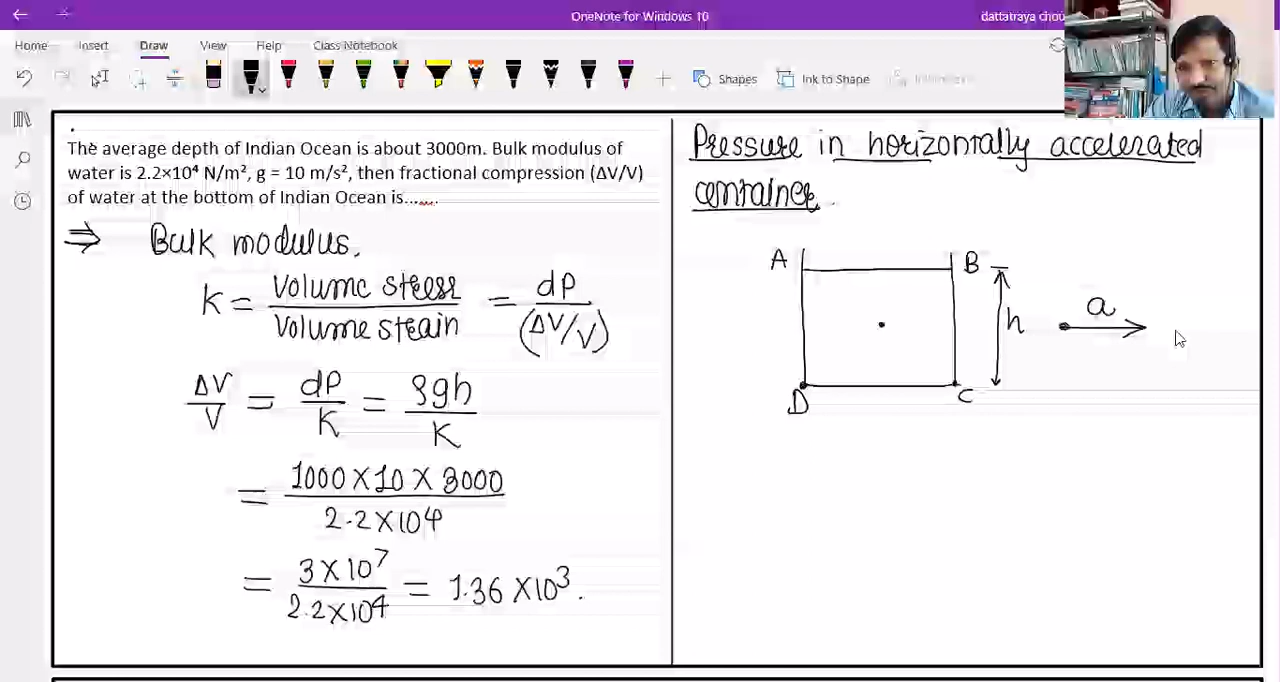 OneNote for Windows 10
dattatraya chou
Home Insert Draw View Help Class Notebook
Shapes Ink to Shape
The average depth of Indian Ocean is about 3000m. Bulk modulus of
water is 2.2×10⁴ N/m², g = 10 m/s², then fractional compression (ΔV/V)
of water at the bottom of Indian Ocean is.......
⇒ Bulk modulus.
K = Volume stress / Volume strain = dP / (ΔV/V)
ΔV/V = dP/K = ρgh/K
= 1000 × 10 × 3000 / 2.2 × 10⁴
= 3 × 10⁷ / 2.2 × 10⁴ = 1.36 × 10³.
Pressure in horizontally accelerated
container.
A B
h a
D C